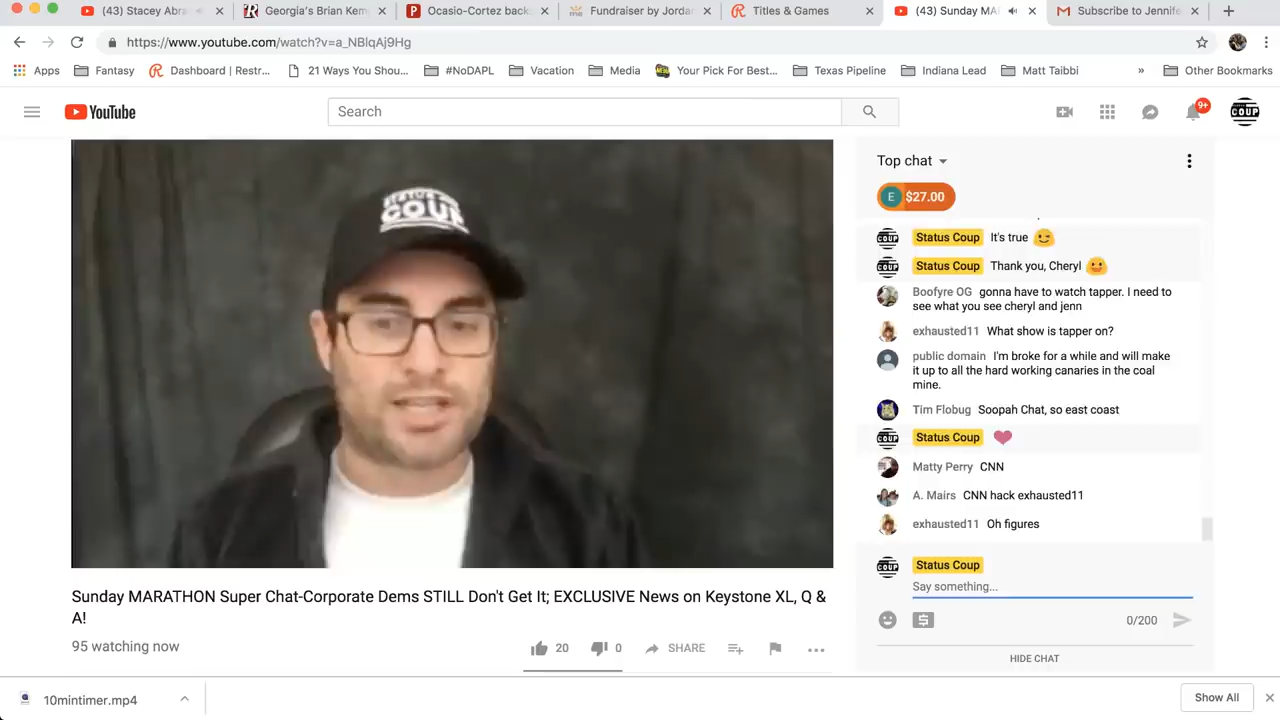 (43) Stacey Abra
Georgia's Brian Kemp
Ocasio-Cortez back
Fundraiser by Jordan
Titles & Games
(43) Sunday MA
Subscribe to Jennife
https://www.youtube.com/watch?v=a_NBlqAj9Hg
Apps
Fantasy
Dashboard | Restr...
21 Ways You Shou...
#NoDAPL
Vacation
Media
Your Pick For Best...
Texas Pipeline
Indiana Lead
Matt Taibbi
»
Other Bookmarks
YouTube
Search
9+
COUP
STATUS
COUP
Top chat
E $27.00
Status Coup It's true
Status Coup Thank you, Cheryl
Boofyre OG gonna have to watch tapper. I need to
see what you see cheryl and jenn
exhausted11 What show is tapper on?
public domain I'm broke for a while and will make
it up to all the hard working canaries in the coal
mine.
Tim Flobug Soopah Chat, so east coast
Status Coup
Matty Perry CNN
A. Mairs CNN hack exhausted11
exhausted11 Oh figures
Status Coup
Say something...
0/200
HIDE CHAT
Sunday MARATHON Super Chat-Corporate Dems STILL Don't Get It; EXCLUSIVE News on Keystone XL, Q &
A!
95 watching now
20
0
SHARE
10mintimer.mp4
Show All